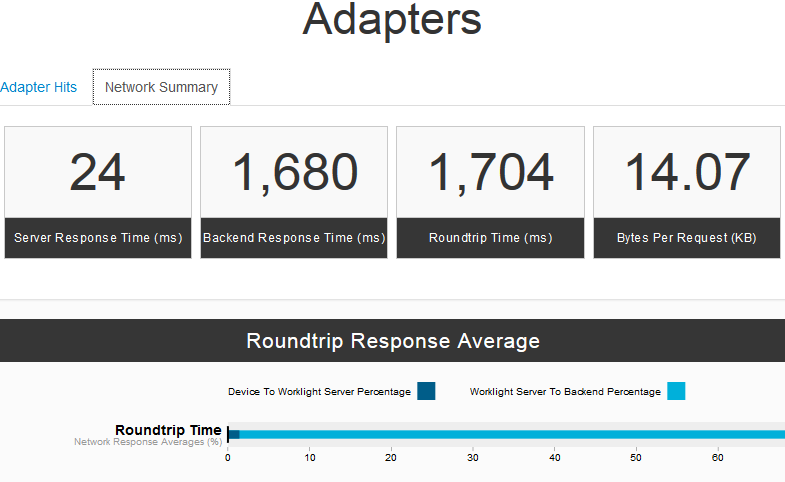 Adapters
Adapter Hits Network Summary
24 1,680 1,704 14.07
Server Response Time (ms) Backend Response Time (ms) Roundtrip Time (ms) Bytes Per Request (KB)
Roundtrip Response Average
Device To Worklight Server Percentage Worklight Server To Backend Percentage
Roundtrip Time
Network Response Averages (%)
0 10 20 30 40 50 60